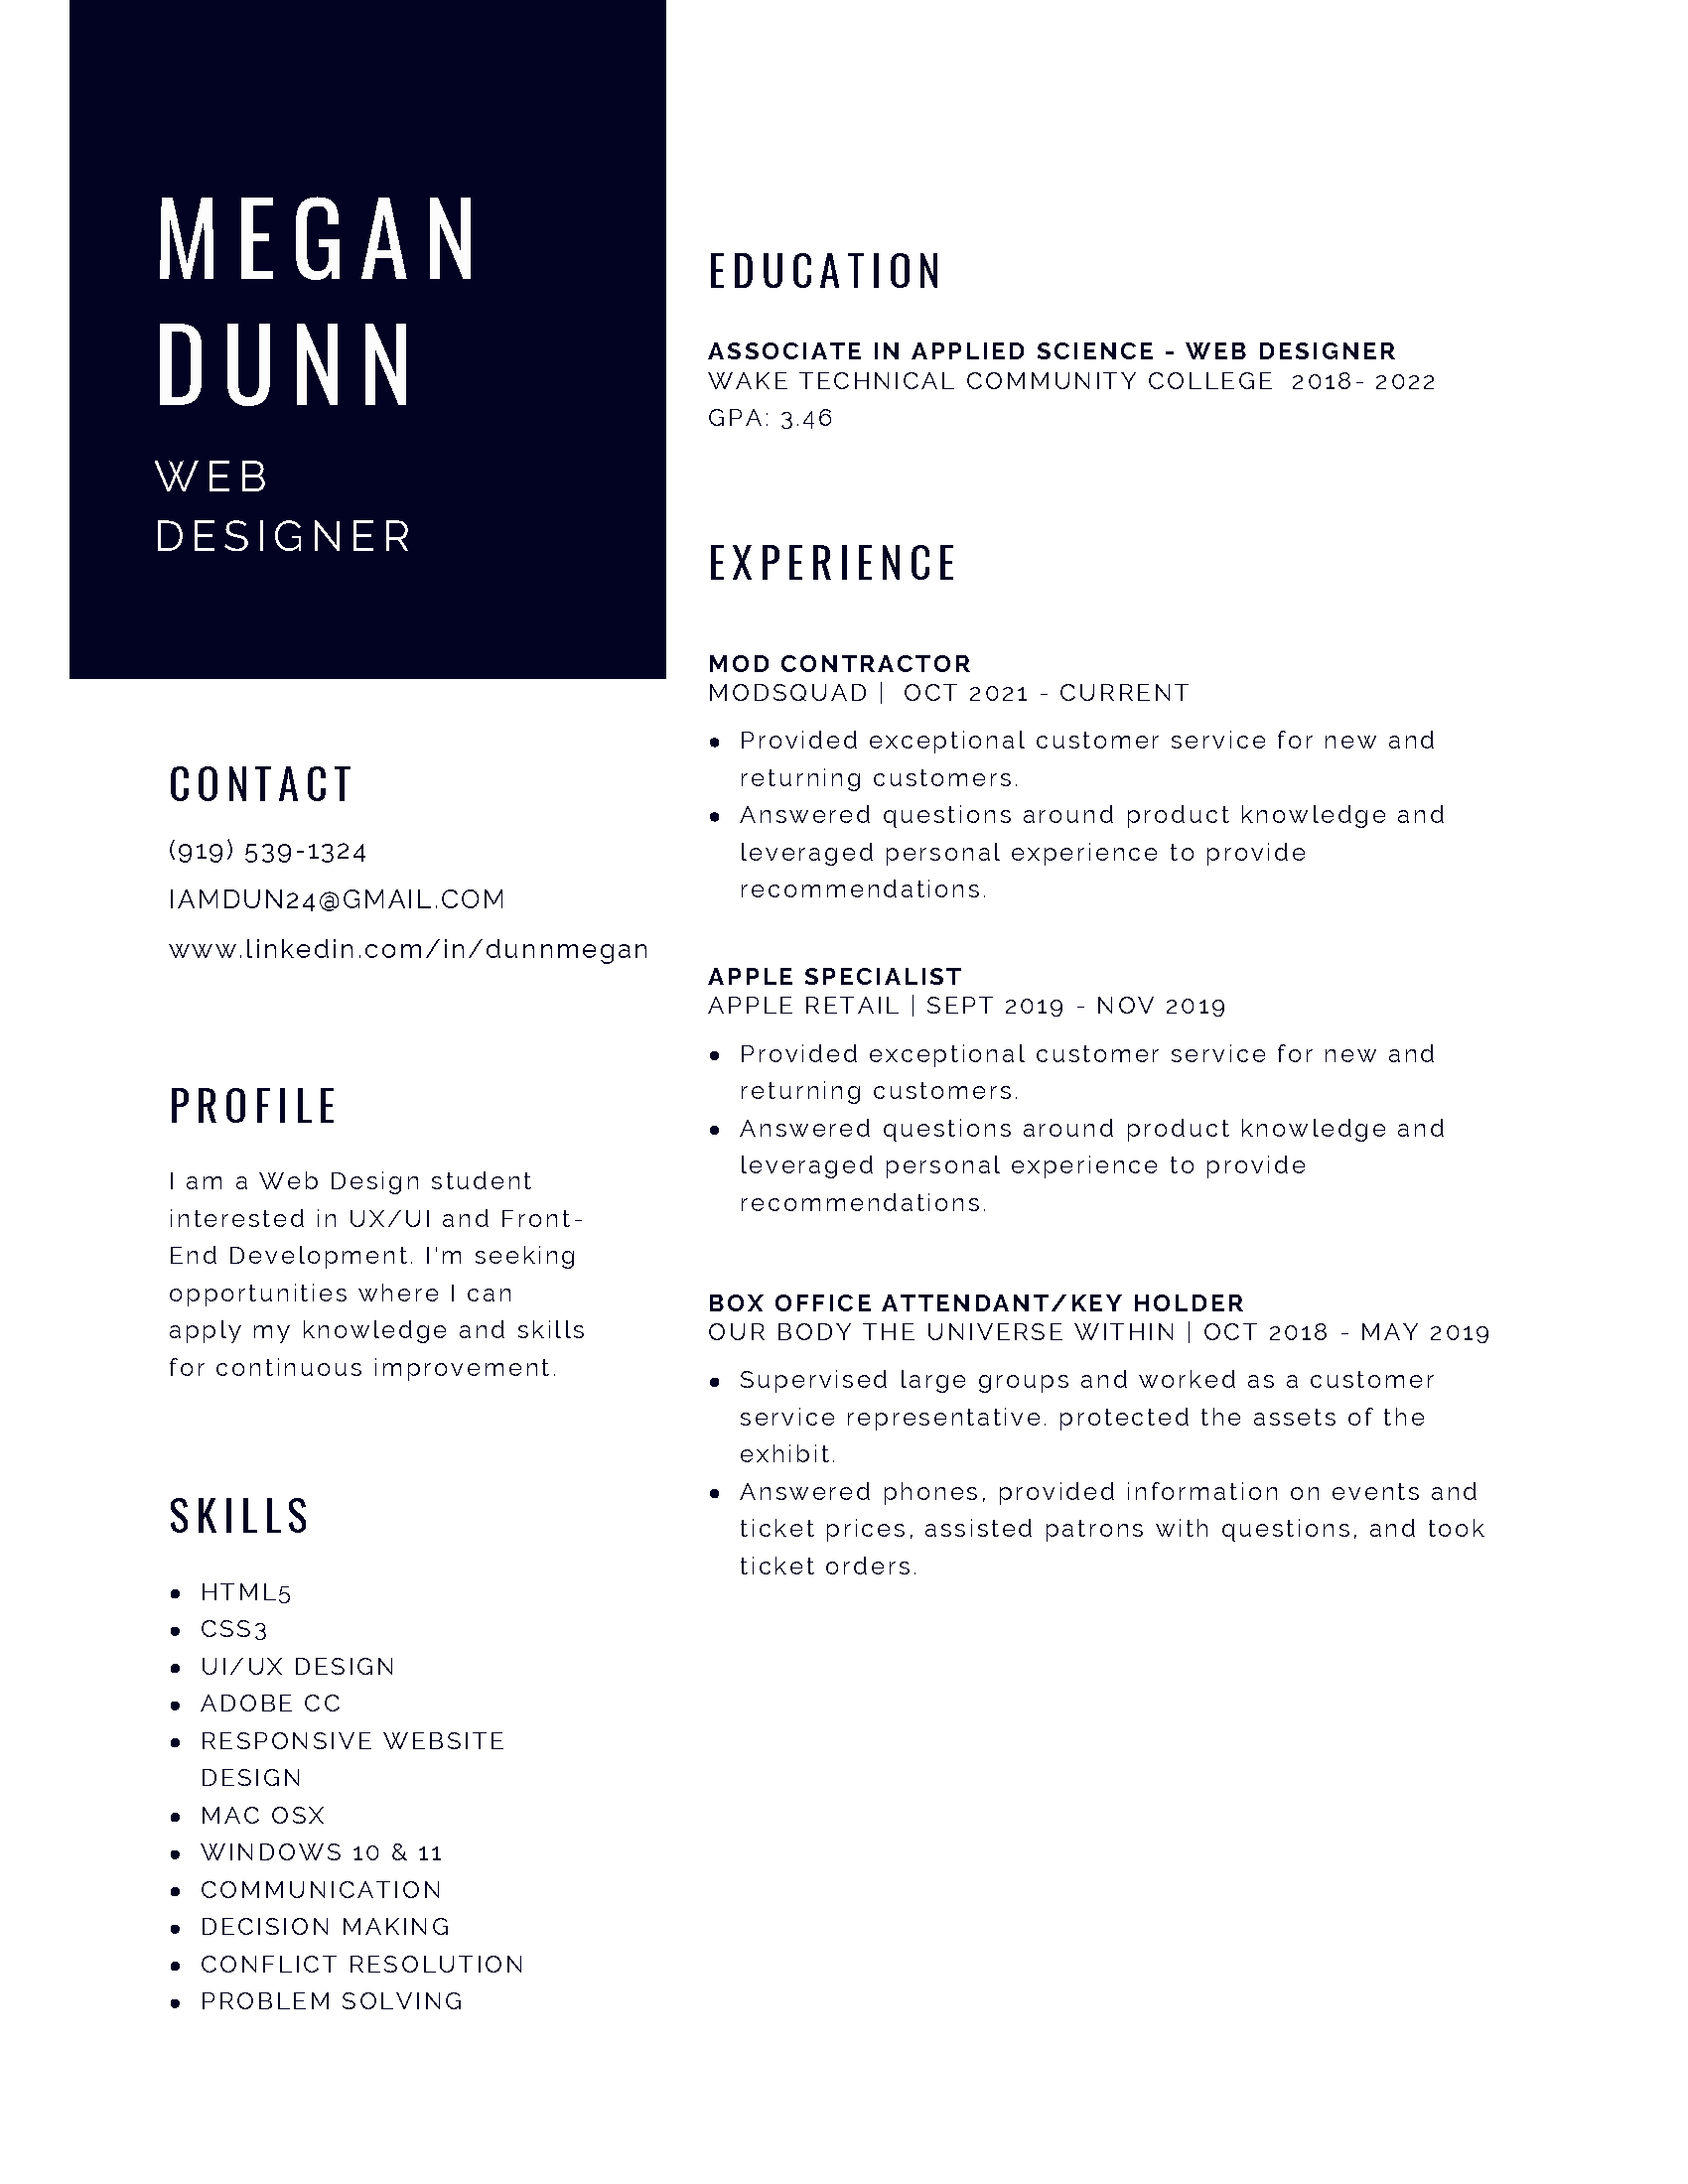 MEGAN
DUNN
WEB
DESIGNER
CONTACT
(919) 539-1324
IAMDUN24@GMAIL.COM
www.linkedin.com/in/dunnmegan
PROFILE
I am a Web Design student
interested in UX/UI and Front-
End Development. I'm seeking
opportunities where I can
apply my knowledge and skills
for continuous improvement.
SKILLS
• HTML5
• CSS3
• UI/UX DESIGN
• ADOBE CC
• RESPONSIVE WEBSITE
DESIGN
• MAC OSX
• WINDOWS 10 & 11
• COMMUNICATION
• DECISION MAKING
• CONFLICT RESOLUTION
• PROBLEM SOLVING
EDUCATION
ASSOCIATE IN APPLIED SCIENCE - WEB DESIGNER
WAKE TECHNICAL COMMUNITY COLLEGE 2018- 2022
GPA: 3.46
EXPERIENCE
MOD CONTRACTOR
MODSQUAD | OCT 2021 - CURRENT
• Provided exceptional customer service for new and
returning customers.
• Answered questions around product knowledge and
leveraged personal experience to provide
recommendations.
APPLE SPECIALIST
APPLE RETAIL | SEPT 2019 - NOV 2019
• Provided exceptional customer service for new and
returning customers.
• Answered questions around product knowledge and
leveraged personal experience to provide
recommendations.
BOX OFFICE ATTENDANT/KEY HOLDER
OUR BODY THE UNIVERSE WITHIN | OCT 2018 - MAY 2019
• Supervised large groups and worked as a customer
service representative. protected the assets of the
exhibit.
• Answered phones, provided information on events and
ticket prices, assisted patrons with questions, and took
ticket orders.